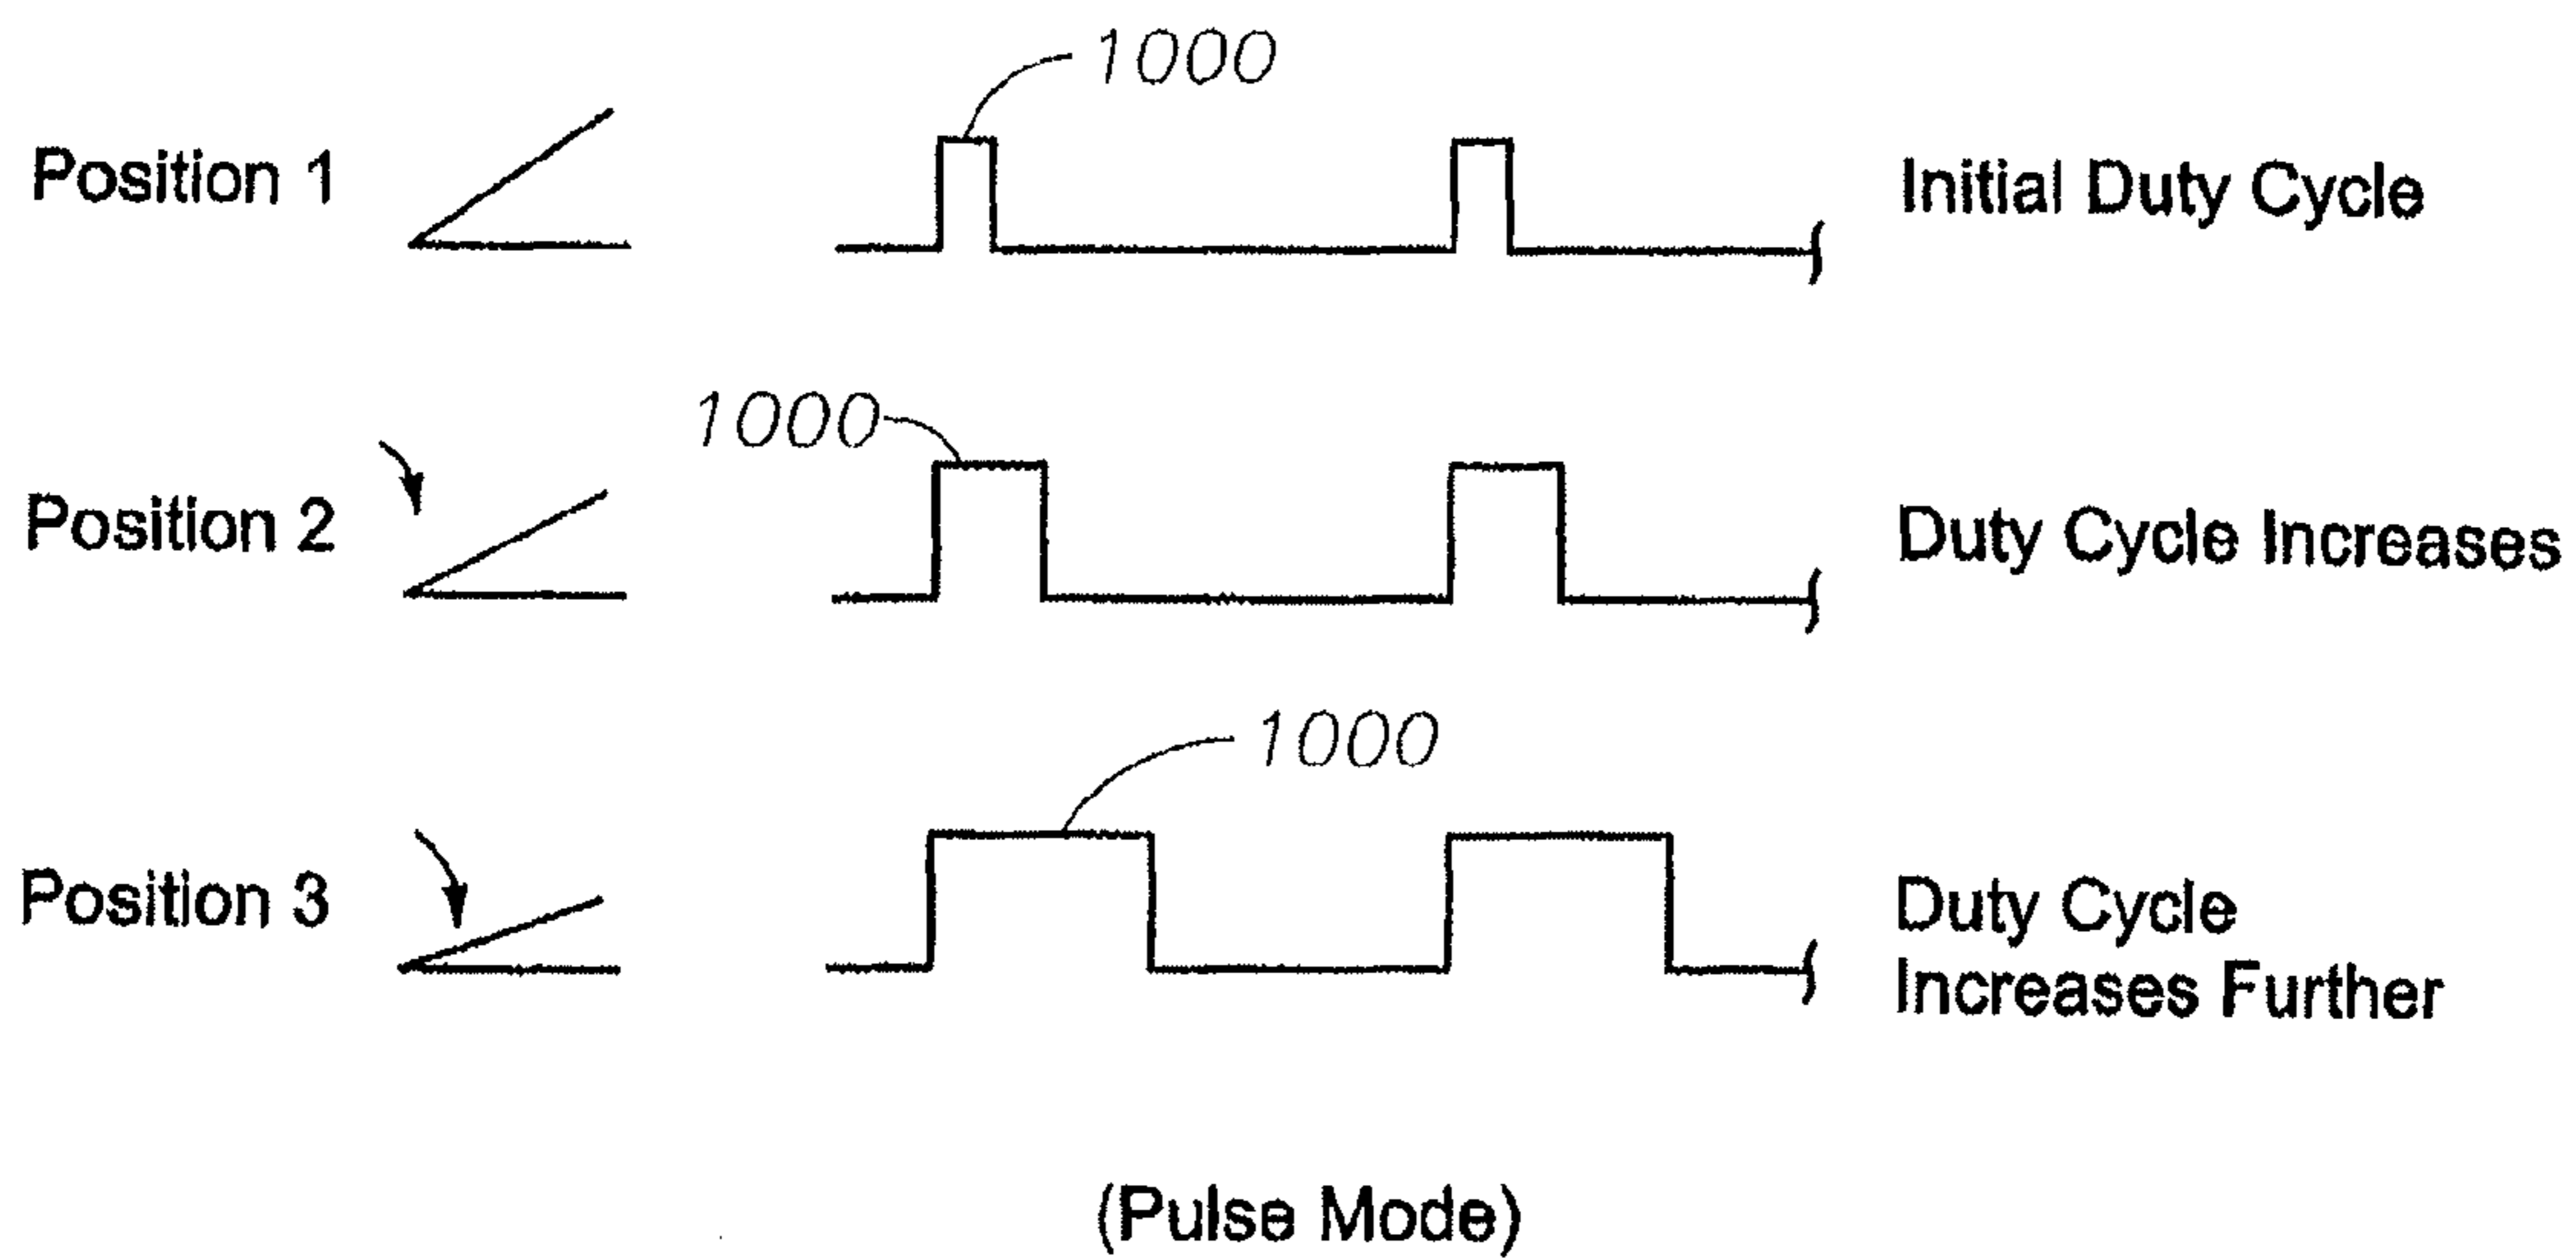 1000
Position 1
Initial Duty Cycle
1000
Position 2
Duty Cycle Increases
1000
Position 3
Duty Cycle
Increases Further
(Pulse Mode)